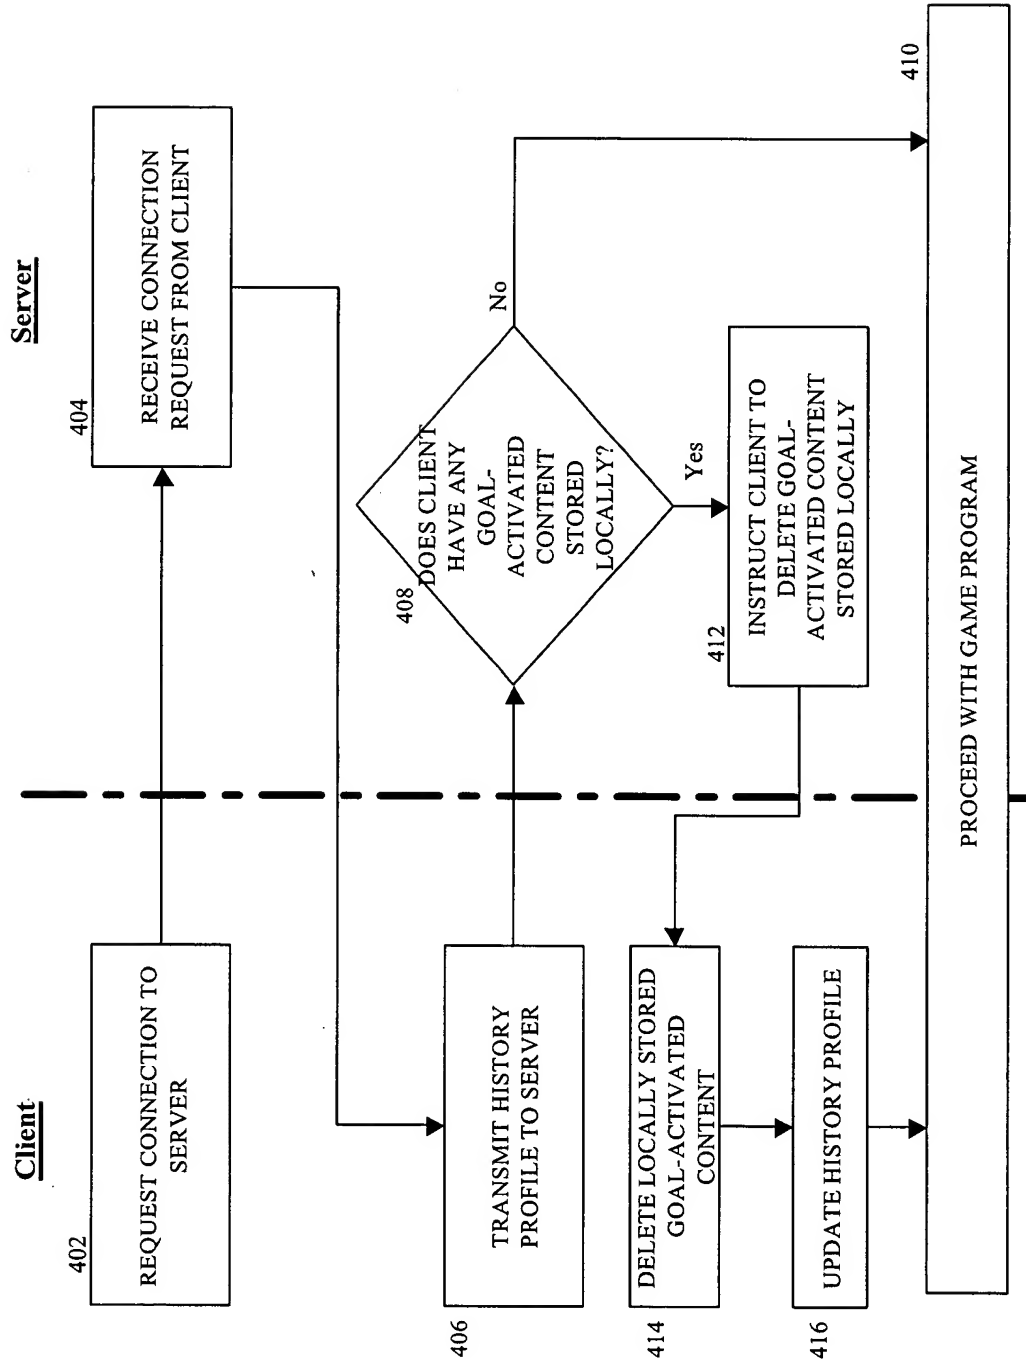 Client
Server
402
REQUEST CONNECTION TO
SERVER
404
RECEIVE CONNECTION
REQUEST FROM CLIENT
406
TRANSMIT HISTORY
PROFILE TO SERVER
408
DOES CLIENT
HAVE ANY
GOAL-
ACTIVATED
CONTENT
STORED
LOCALLY?
No
Yes
412
INSTRUCT CLIENT TO
DELETE GOAL-
ACTIVATED CONTENT
STORED LOCALLY
414
DELETE LOCALLY STORED
GOAL-ACTIVATED
CONTENT
416
UPDATE HISTORY PROFILE
410
PROCEED WITH GAME PROGRAM